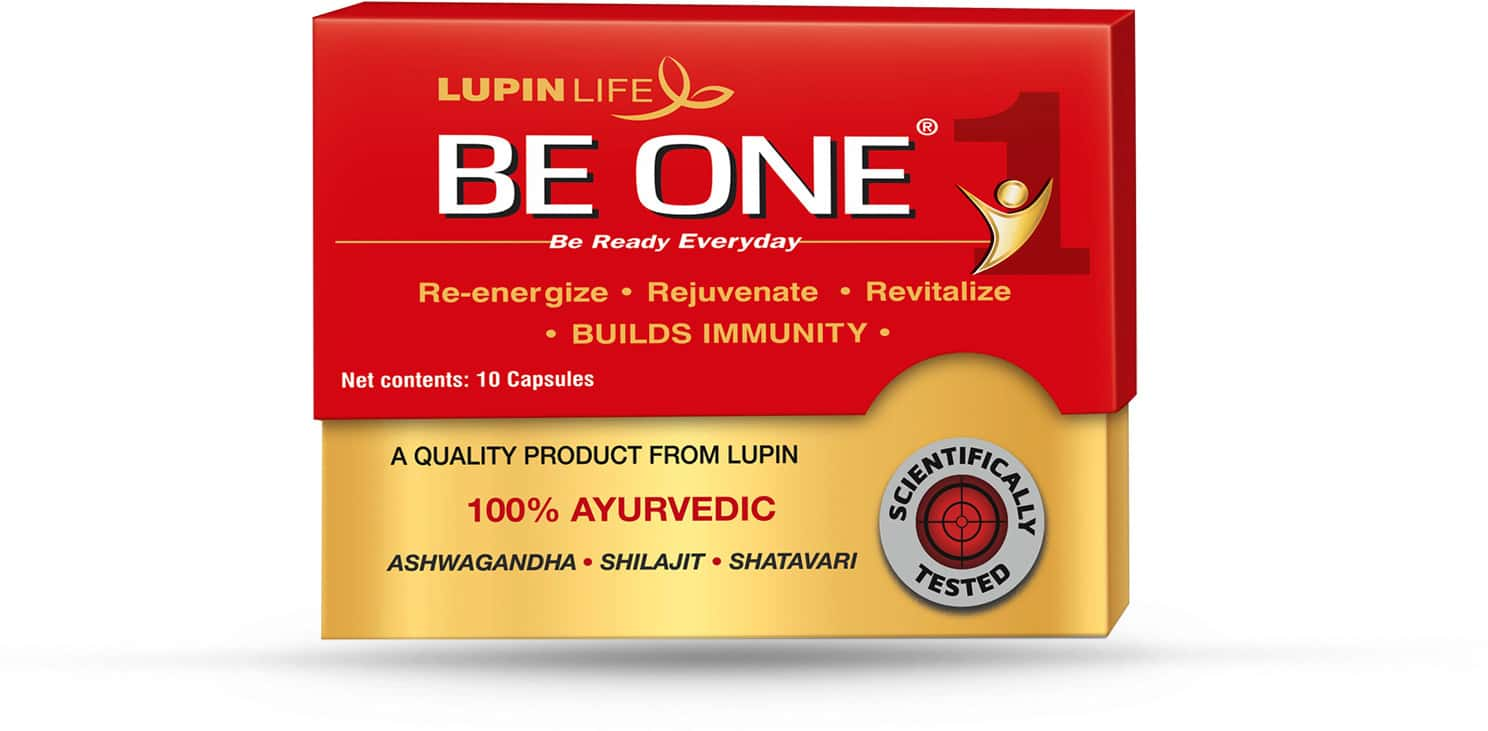 LUPIN LIFE
BE ONE®
1
Be Ready Everyday
Re-energize • Rejuvenate • Revitalize
• BUILDS IMMUNITY •
Net contents: 10 Capsules
A QUALITY PRODUCT FROM LUPIN
100% AYURVEDIC
ASHWAGANDHA • SHILAJIT • SHATAVARI
SCIENTIFICALLY
TESTED